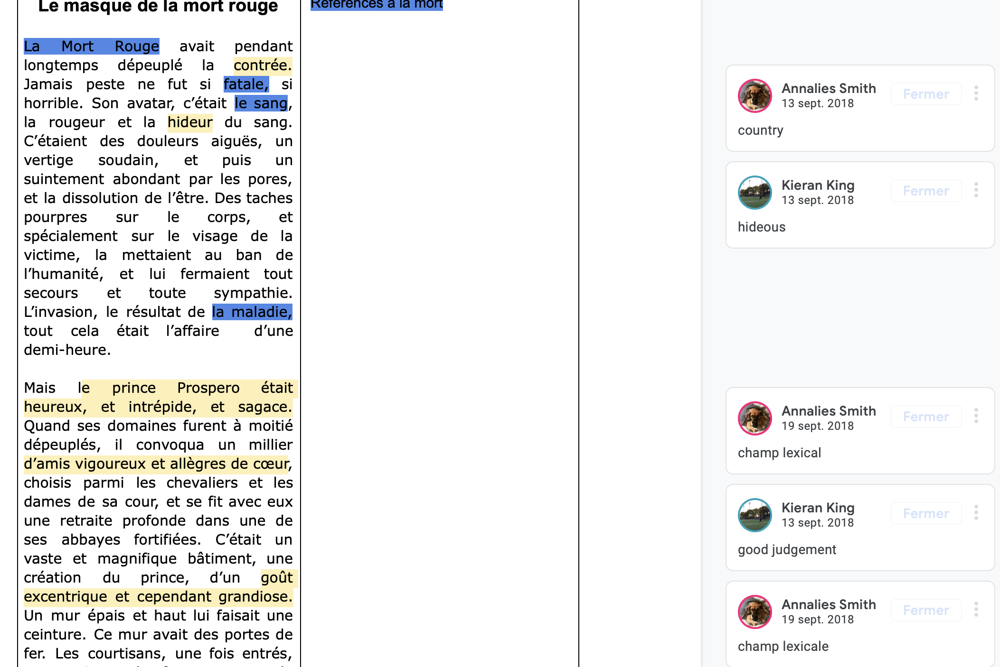 Le masque de la mort rouge
La Mort Rouge avait pendant
longtemps dépeuplé la contrée.
Jamais peste ne fut si fatale, si
horrible. Son avatar, c’était le sang,
la rougeur et la hideur du sang.
C’étaient des douleurs aiguës, un
vertige soudain, et puis un
suintement abondant par les pores,
et la dissolution de l’être. Des taches
pourpres sur le corps, et
spécialement sur le visage de la
victime, la mettaient au ban de
l’humanité, et lui fermaient tout
secours et toute sympathie.
L’invasion, le résultat de la maladie,
tout cela était l’affaire d’une
demi-heure.
Mais le prince Prospero était
heureux, et intrépide, et sagace.
Quand ses domaines furent à moitié
dépeuplés, il convoqua un millier
d’amis vigoureux et allègres de cœur,
choisis parmi les chevaliers et les
dames de sa cour, et se fit avec eux
une retraite profonde dans une de
ses abbayes fortifiées. C’était un
vaste et magnifique bâtiment, une
création du prince, d’un goût
excentrique et cependant grandiose.
Un mur épais et haut lui faisait une
ceinture. Ce mur avait des portes de
fer. Les courtisans, une fois entrés,
Références à la mort
Annalies Smith
Fermer
13 sept. 2018
country
Kieran King
Fermer
13 sept. 2018
hideous
Annalies Smith
Fermer
19 sept. 2018
champ lexical
Kieran King
Fermer
13 sept. 2018
good judgement
Annalies Smith
Fermer
19 sept. 2018
champ lexicale